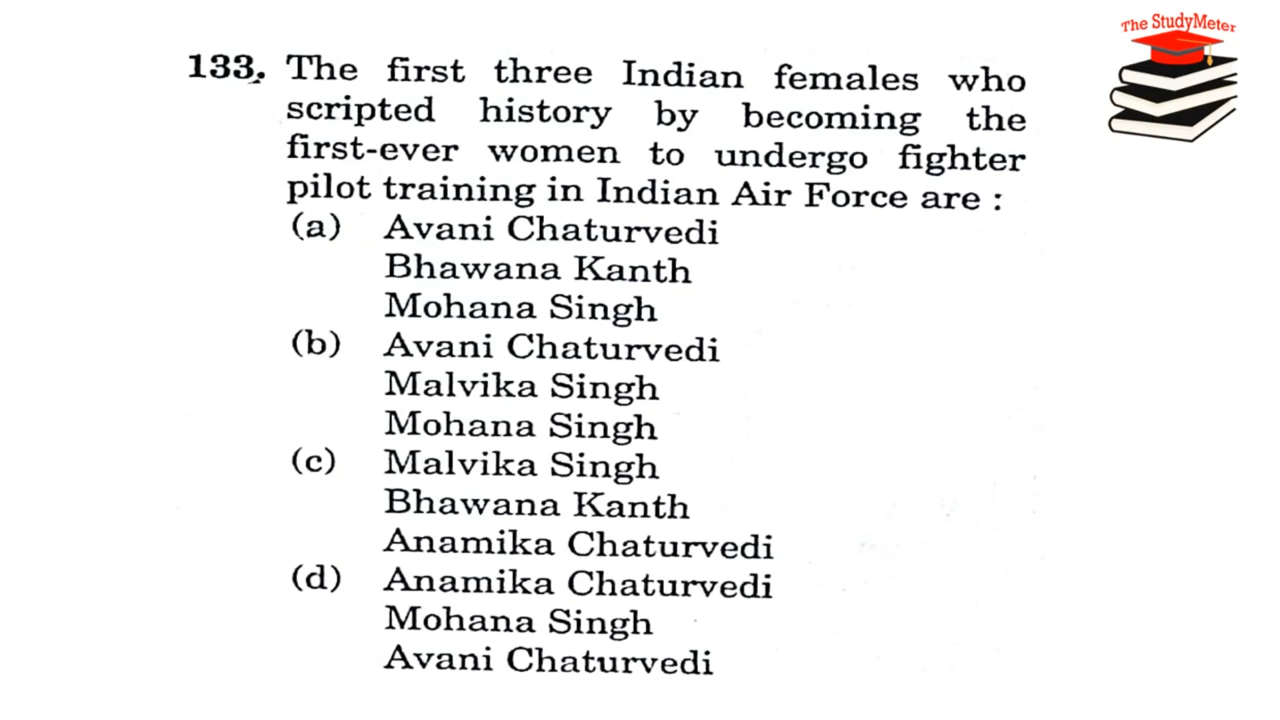 The StudyMeter
133. The first three Indian females who
scripted history by becoming the
first-ever women to undergo fighter
pilot training in Indian Air Force are :
(a) Avani Chaturvedi
Bhawana Kanth
Mohana Singh
(b) Avani Chaturvedi
Malvika Singh
Mohana Singh
(c) Malvika Singh
Bhawana Kanth
Anamika Chaturvedi
(d) Anamika Chaturvedi
Mohana Singh
Avani Chaturvedi